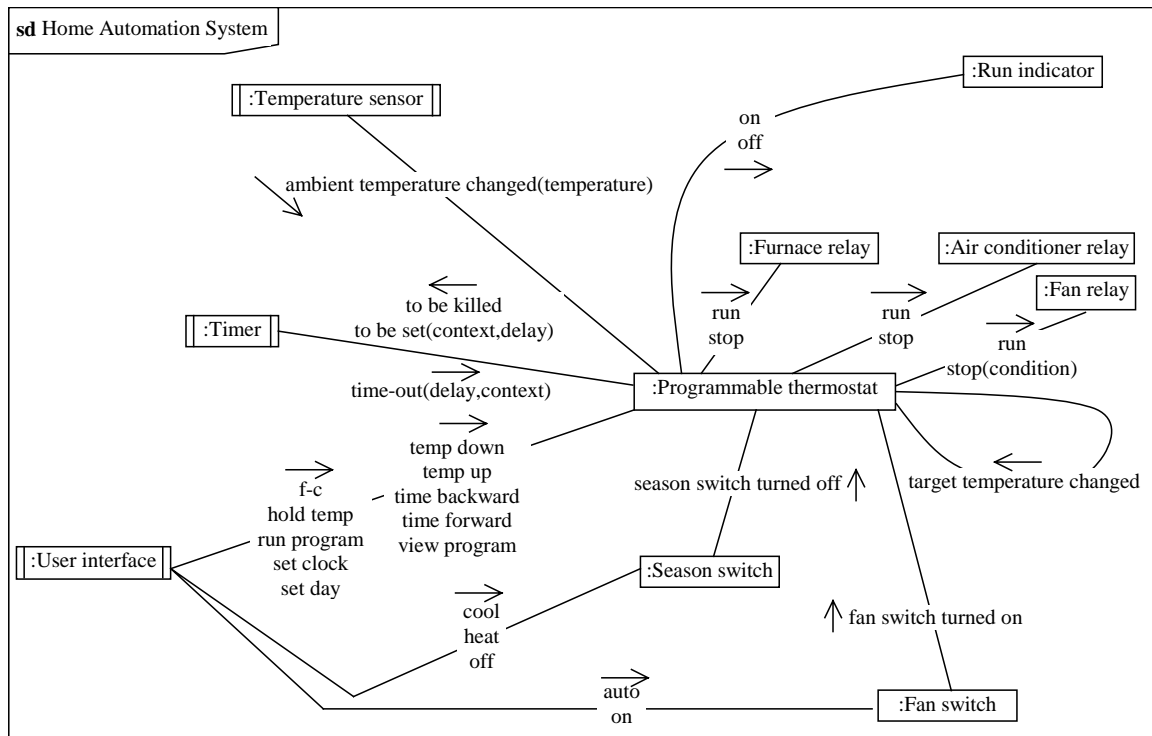 sd Home Automation System
:Run indicator
:Temperature sensor
on
off
ambient temperature changed(temperature)
:Furnace relay
:Air conditioner relay
:Fan relay
to be killed
to be set(context,delay)
:Timer
run
stop
run
stop
run
stop(condition)
time-out(delay,context)
:Programmable thermostat
temp down
temp up
time backward
time forward
view program
season switch turned off
target temperature changed
f-c
hold temp
run program
set clock
set day
:User interface
:Season switch
cool
heat
off
fan switch turned on
auto
on
:Fan switch